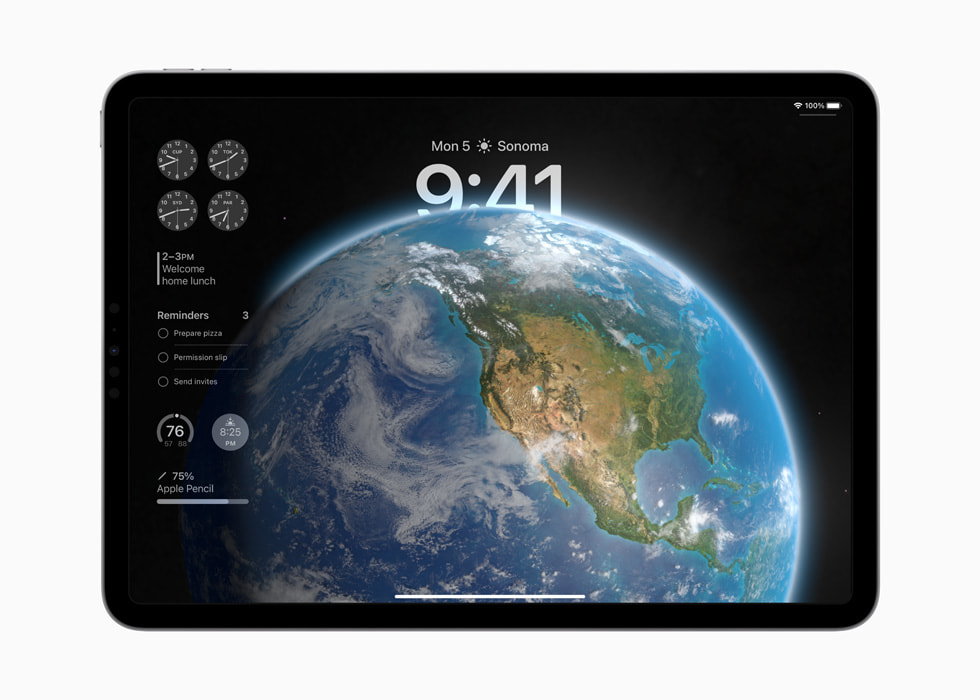 100%
Mon 5 Sonoma
9:41
CUP
TOK
SYD
PAR
2–3PM
Welcome
home lunch
Reminders 3
Prepare pizza
Permission slip
Send invites
76
57 88
8:25
PM
75%
Apple Pencil